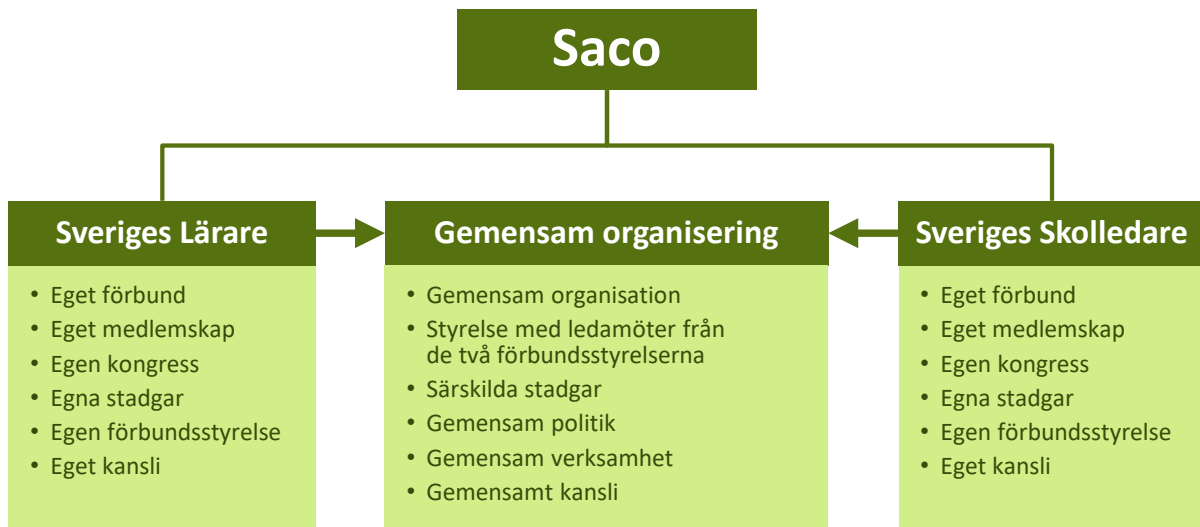 Saco
Sveriges Lärare
• Eget förbund
• Eget medlemskap
• Egen kongress
• Egna stadgar
• Egen förbundsstyrelse
• Eget kansli
Gemensam organisering
• Gemensam organisation
• Styrelse med ledamöter från
de två förbundsstyrelserna
• Särskilda stadgar
• Gemensam politik
• Gemensam verksamhet
• Gemensamt kansli
Sveriges Skolledare
• Eget förbund
• Eget medlemskap
• Egen kongress
• Egna stadgar
• Egen förbundsstyrelse
• Eget kansli